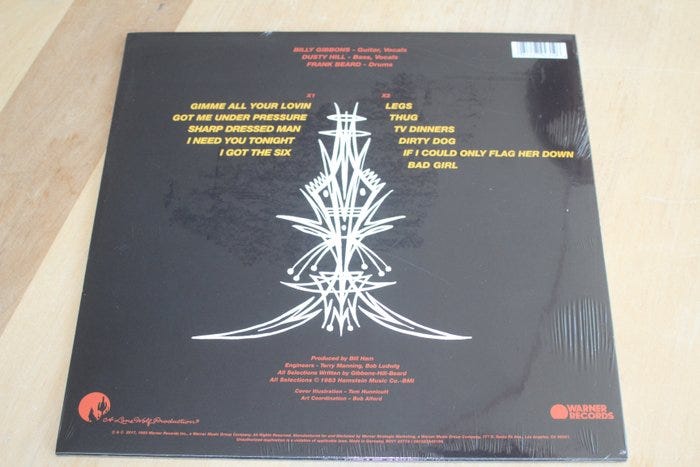 BILLY GIBBONS - Guitar, Vocals
DUSTY HILL - Bass, Vocals
FRANK BEARD - Drums
X1
GIMME ALL YOUR LOVIN
GOT ME UNDER PRESSURE
SHARP DRESSED MAN
I NEED YOU TONIGHT
I GOT THE SIX
X2
LEGS
THUG
TV DINNERS
DIRTY DOG
IF I COULD ONLY FLAG HER DOWN
BAD GIRL
Produced by Bill Ham
Engineers - Terry Manning, Bob Ludwig
All Selections Written by Gibbons-Hill-Beard
All Selections © 1983 Hamstein Music Co.-BMI
Cover Illustration - Tom Hunnicutt
Art Coordination - Bob Alford
A Lone Wolf Production
WARNER
RECORDS